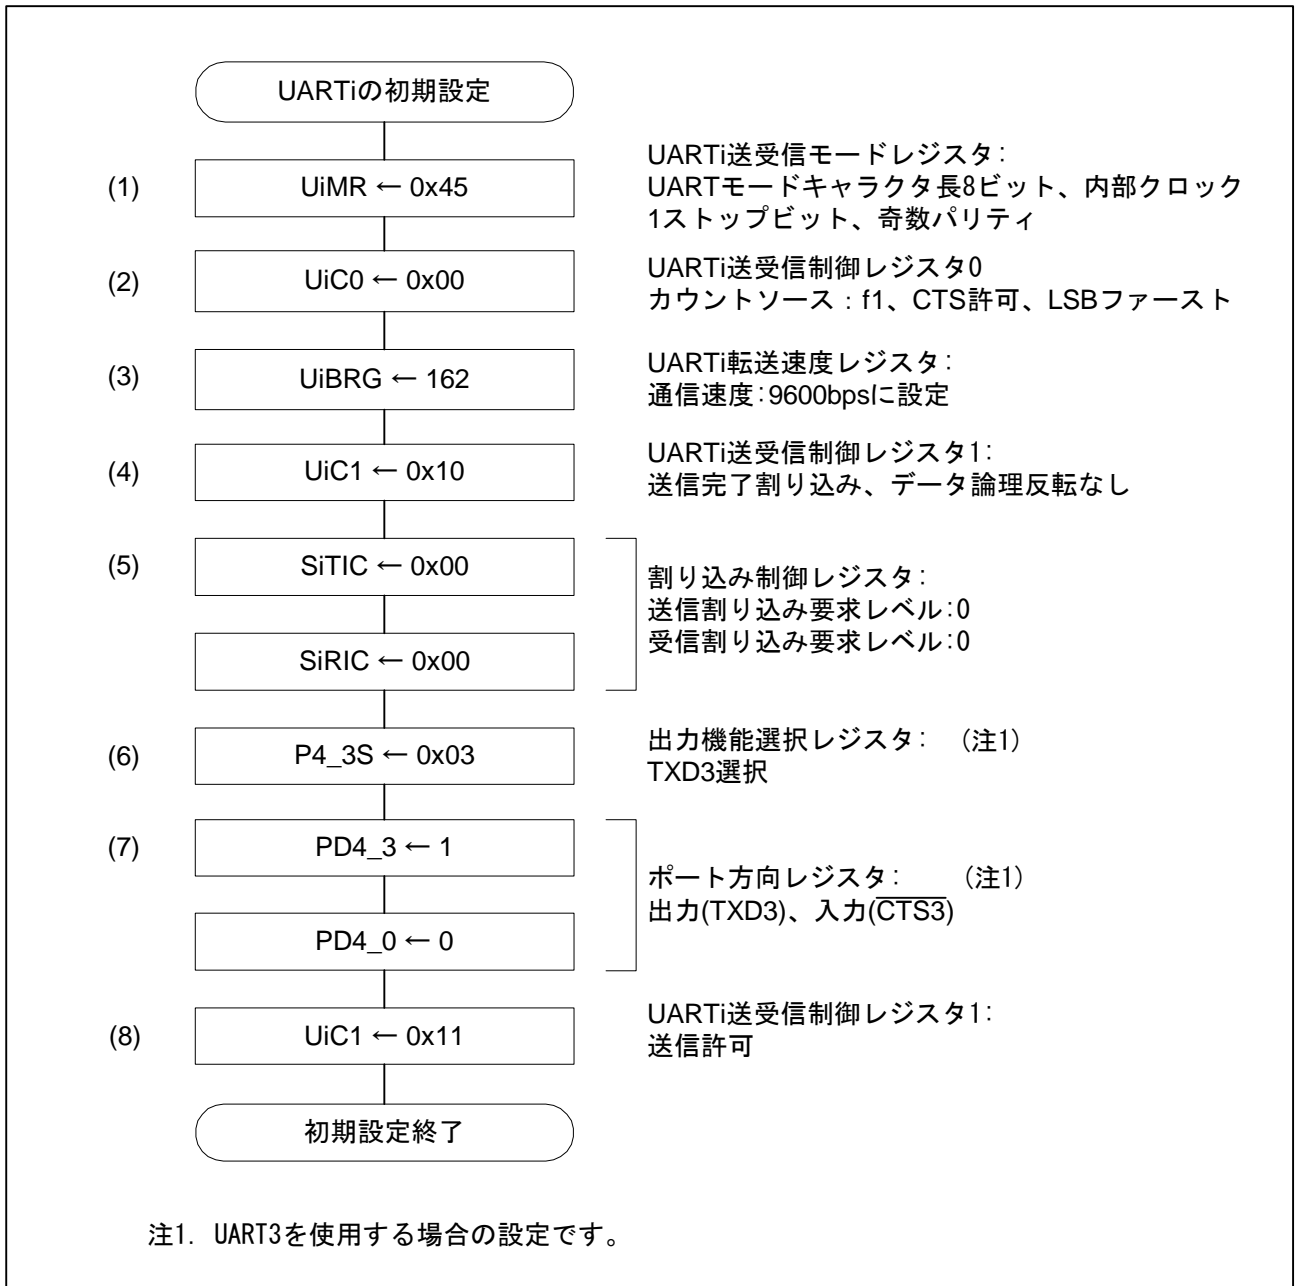 UARTiの初期設定
(1)
UiMR ← 0x45
UARTi送受信モードレジスタ:
UARTモードキャラクタ長8ビット、内部クロック
1ストップビット、奇数パリティ
(2)
UiC0 ← 0x00
UARTi送受信制御レジスタ0
カウントソース：f1、CTS許可、LSBファースト
(3)
UiBRG ← 162
UARTi転送速度レジスタ:
通信速度:9600bpsに設定
(4)
UiC1 ← 0x10
UARTi送受信制御レジスタ1:
送信完了割り込み、データ論理反転なし
(5)
SiTIC ← 0x00
SiRIC ← 0x00
割り込み制御レジスタ:
送信割り込み要求レベル:0
受信割り込み要求レベル:0
(6)
P4_3S ← 0x03
出力機能選択レジスタ: (注1)
TXD3選択
(7)
PD4_3 ← 1
PD4_0 ← 0
ポート方向レジスタ: (注1)
出力(TXD3)、入力(C̅T̅S̅3̅)
(8)
UiC1 ← 0x11
UARTi送受信制御レジスタ1:
送信許可
初期設定終了
注1. UART3を使用する場合の設定です。